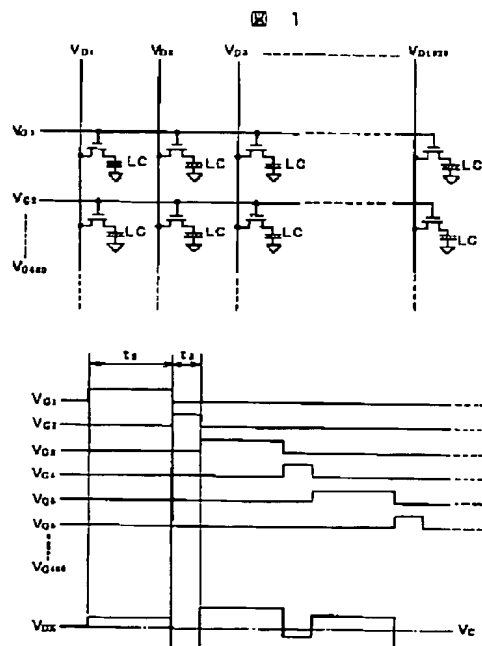 図 1
VD1 VD2 VD3 VD1920
VG1
LC LC LC LC
VG2
LC LC LC LC
VG480
t2 t3
VG1
VG2
VG3
VG4
VG5
VG6
VG480
VDX VC